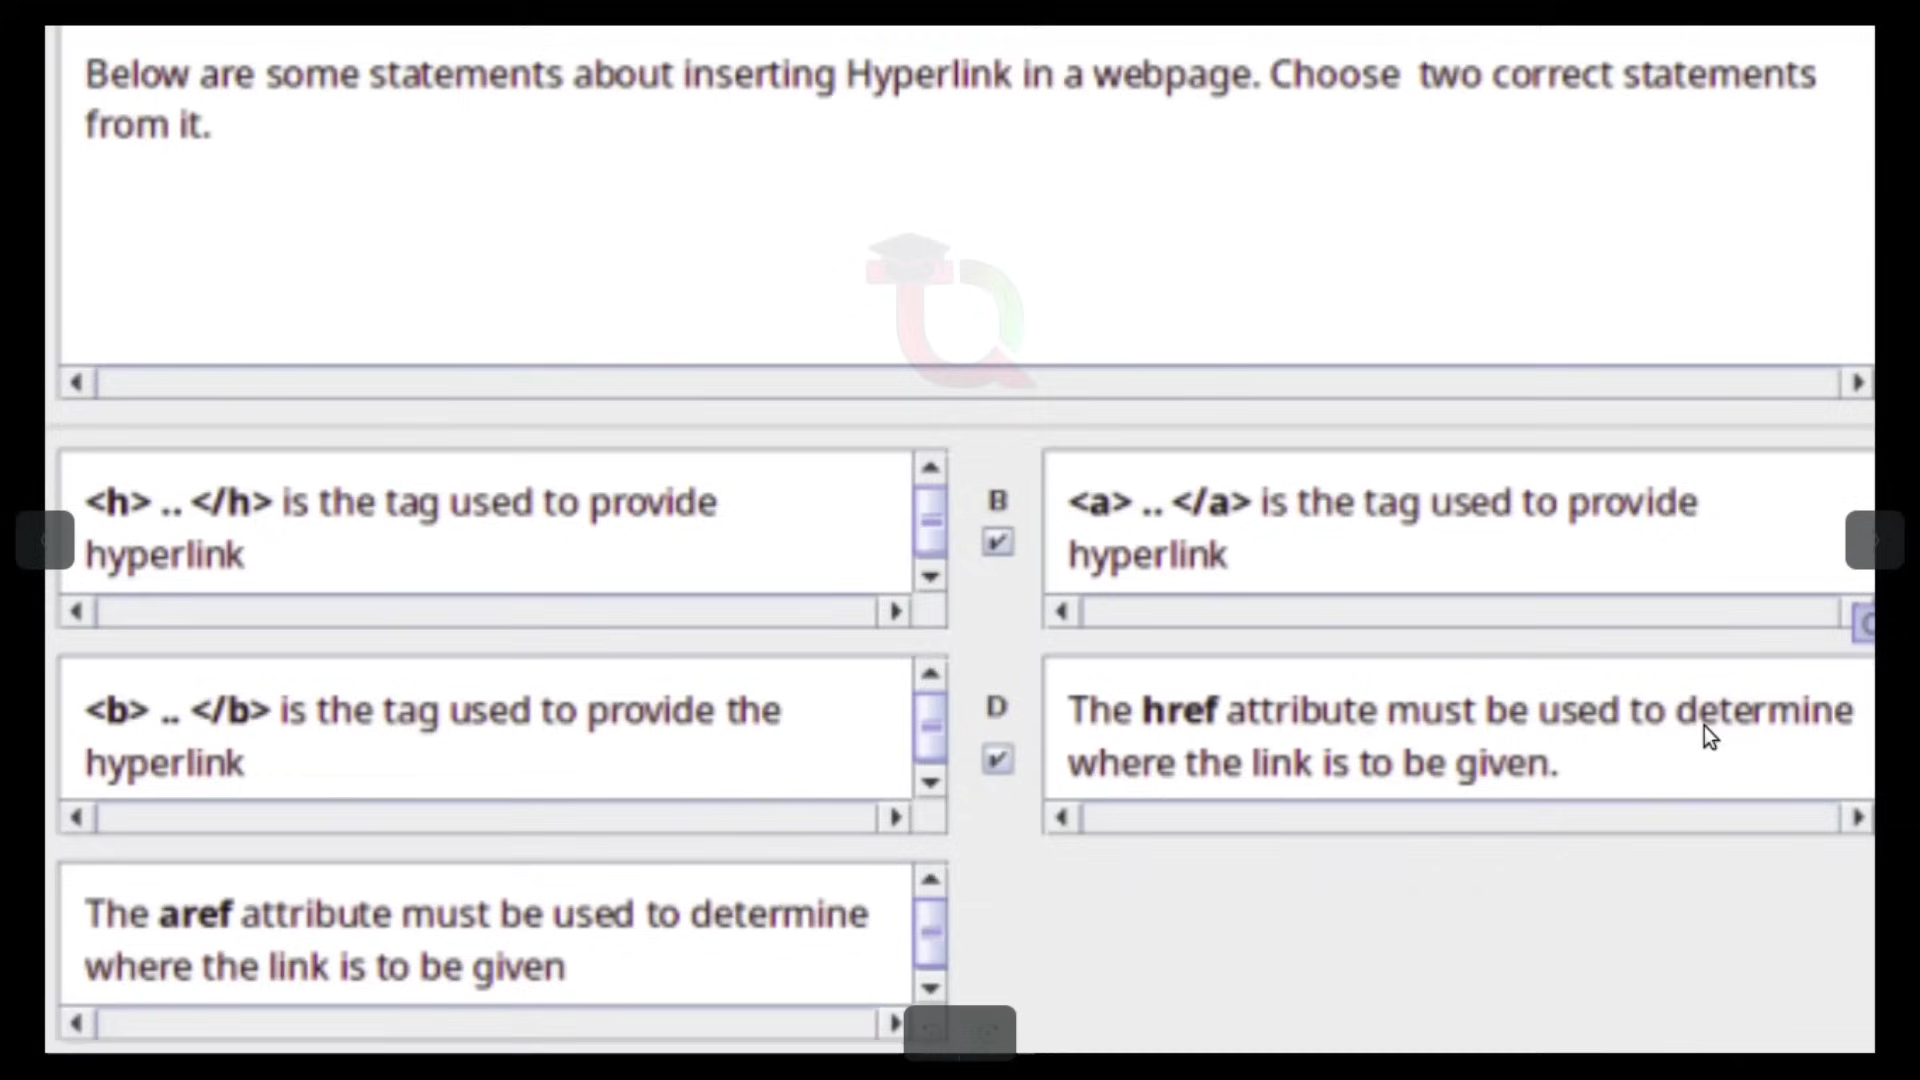 Below are some statements about inserting Hyperlink in a webpage. Choose  two correct statements
from it.
<h> .. </h> is the tag used to provide
hyperlink
B
<a> .. </a> is the tag used to provide
hyperlink
<b> .. </b> is the tag used to provide the
hyperlink
D
The href attribute must be used to determine
where the link is to be given.
The aref attribute must be used to determine
where the link is to be given